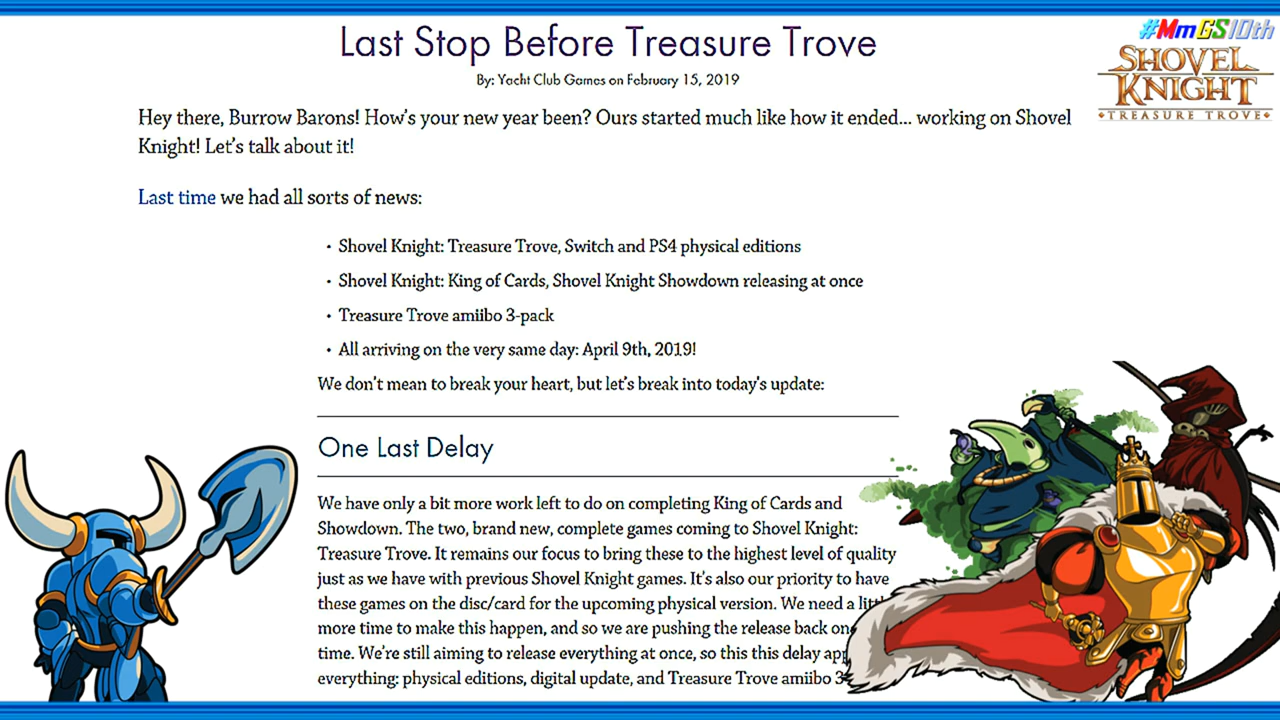 #MmGS10th
SHOVEL
KNIGHT
TREASURE TROVE
Last Stop Before Treasure Trove
By: Yacht Club Games on February 15, 2019
Hey there, Burrow Barons! How's your new year been? Ours started much like how it ended... working on Shovel
Knight! Let's talk about it!
Last time we had all sorts of news:
• Shovel Knight: Treasure Trove, Switch and PS4 physical editions
• Shovel Knight: King of Cards, Shovel Knight Showdown releasing at once
• Treasure Trove amiibo 3-pack
• All arriving on the very same day: April 9th, 2019!
We don't mean to break your heart, but let's break into today's update:
One Last Delay
We have only a bit more work left to do on completing King of Cards and
Showdown. The two, brand new, complete games coming to Shovel Knight:
Treasure Trove. It remains our focus to bring these to the highest level of quality
just as we have with previous Shovel Knight games. It's also our priority to have
these games on the disc/card for the upcoming physical version. We need a
more time to make this happen, and so we are pushing the release back
time. We're still aiming to release everything at once, so this this delay
everything: physical editions, digital update, and Treasure Trove amiibo